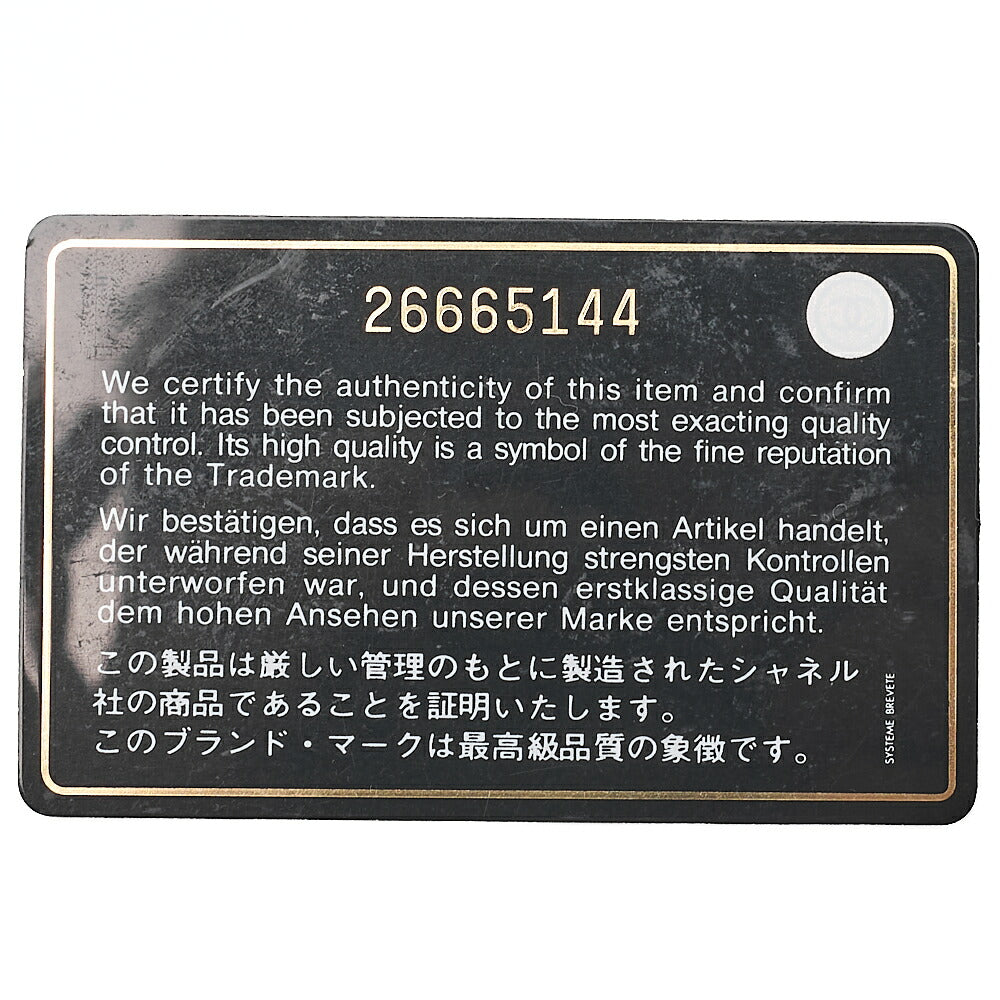 26665144
We certify the authenticity of this item and confirm
that it has been subjected to the most exacting quality
control. Its high quality is a symbol of the fine reputation
of the Trademark.
Wir bestätigen, dass es sich um einen Artikel handelt,
der während seiner Herstellung strengsten Kontrollen
unterworfen war, und dessen erstklassige Qualität
dem hohen Ansehen unserer Marke entspricht.
この製品は厳しい管理のもとに製造されたシャネル
社の商品であることを証明いたします。
このブランド・マークは最高級品質の象徴です。
SYSTEME BREVETE